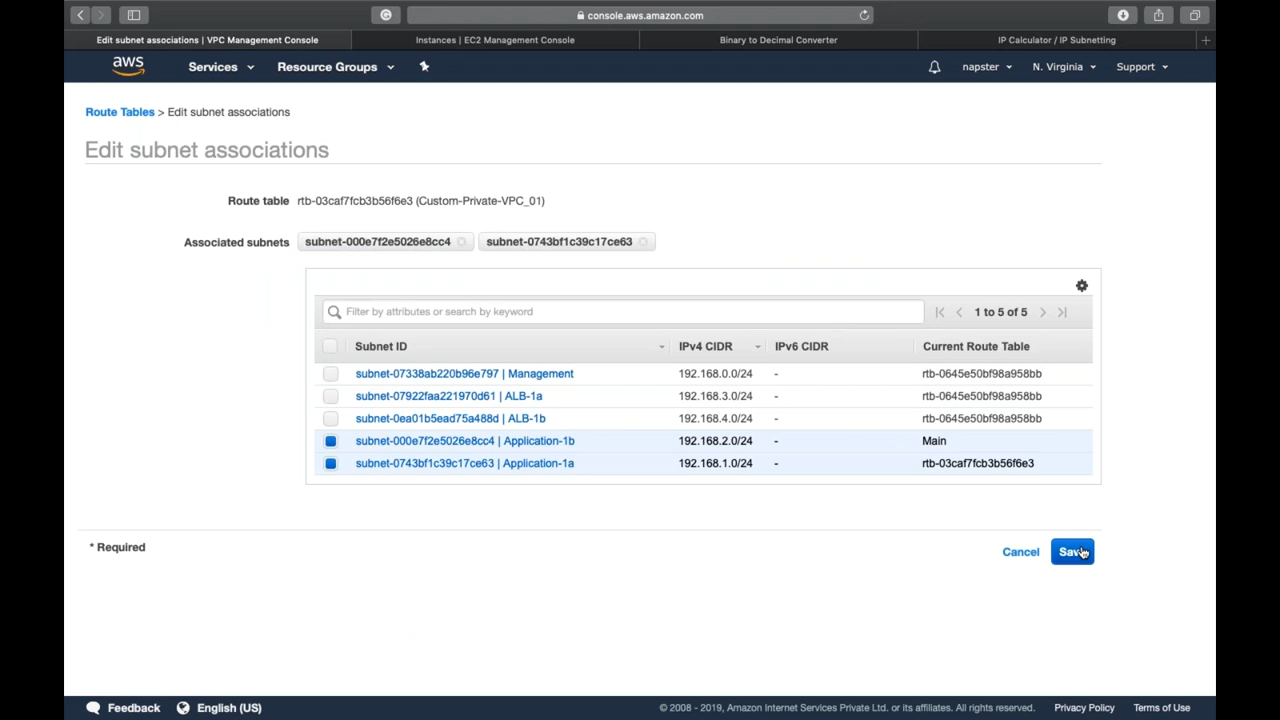 console.aws.amazon.com
Edit subnet associations | VPC Management Console
Instances | EC2 Management Console
Binary to Decimal Converter
IP Calculator / IP Subnetting
aws
Services
Resource Groups
napster
N. Virginia
Support
Route Tables > Edit subnet associations
Edit subnet associations
Route table rtb-03caf7fcb3b56f6e3 (Custom-Private-VPC_01)
Associated subnets subnet-000e7f2e5026e8cc4 subnet-0743bf1c39c17ce63
Filter by attributes or search by keyword
1 to 5 of 5
Subnet ID IPv4 CIDR IPv6 CIDR Current Route Table
subnet-07338ab220b96e797 | Management 192.168.0.0/24 - rtb-0645e50bf98a958bb
subnet-07922faa221970d61 | ALB-1a 192.168.3.0/24 - rtb-0645e50bf98a958bb
subnet-0ea01b5ead75a488d | ALB-1b 192.168.4.0/24 - rtb-0645e50bf98a958bb
subnet-000e7f2e5026e8cc4 | Application-1b 192.168.2.0/24 - Main
subnet-0743bf1c39c17ce63 | Application-1a 192.168.1.0/24 - rtb-03caf7fcb3b56f6e3
* Required
Cancel
Save
Feedback
English (US)
© 2008 - 2019, Amazon Internet Services Private Ltd. or its affiliates. All rights reserved.
Privacy Policy
Terms of Use